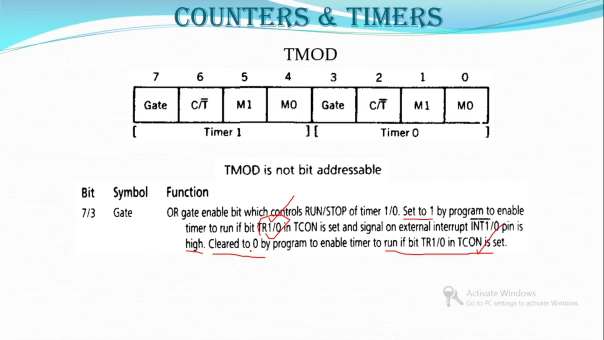 COUNTERS & TIMERS
TMOD
7 6 5 4 3 2 1 0
Gate C/T̅ M1 M0 Gate C/T̅ M1 M0
[ Timer 1 ] [ Timer 0 ]
TMOD is not bit addressable
Bit Symbol Function
7/3 Gate OR gate enable bit which controls RUN/STOP of timer 1/0. Set to 1 by program to enable
timer to run if bit TR1/0 in TCON is set and signal on external interrupt I̅N̅T̅1̅/0 pin is
high. Cleared to 0 by program to enable timer to run if bit TR1/0 in TCON is set.
Activate Windows
Go to PC settings to activate Windows.